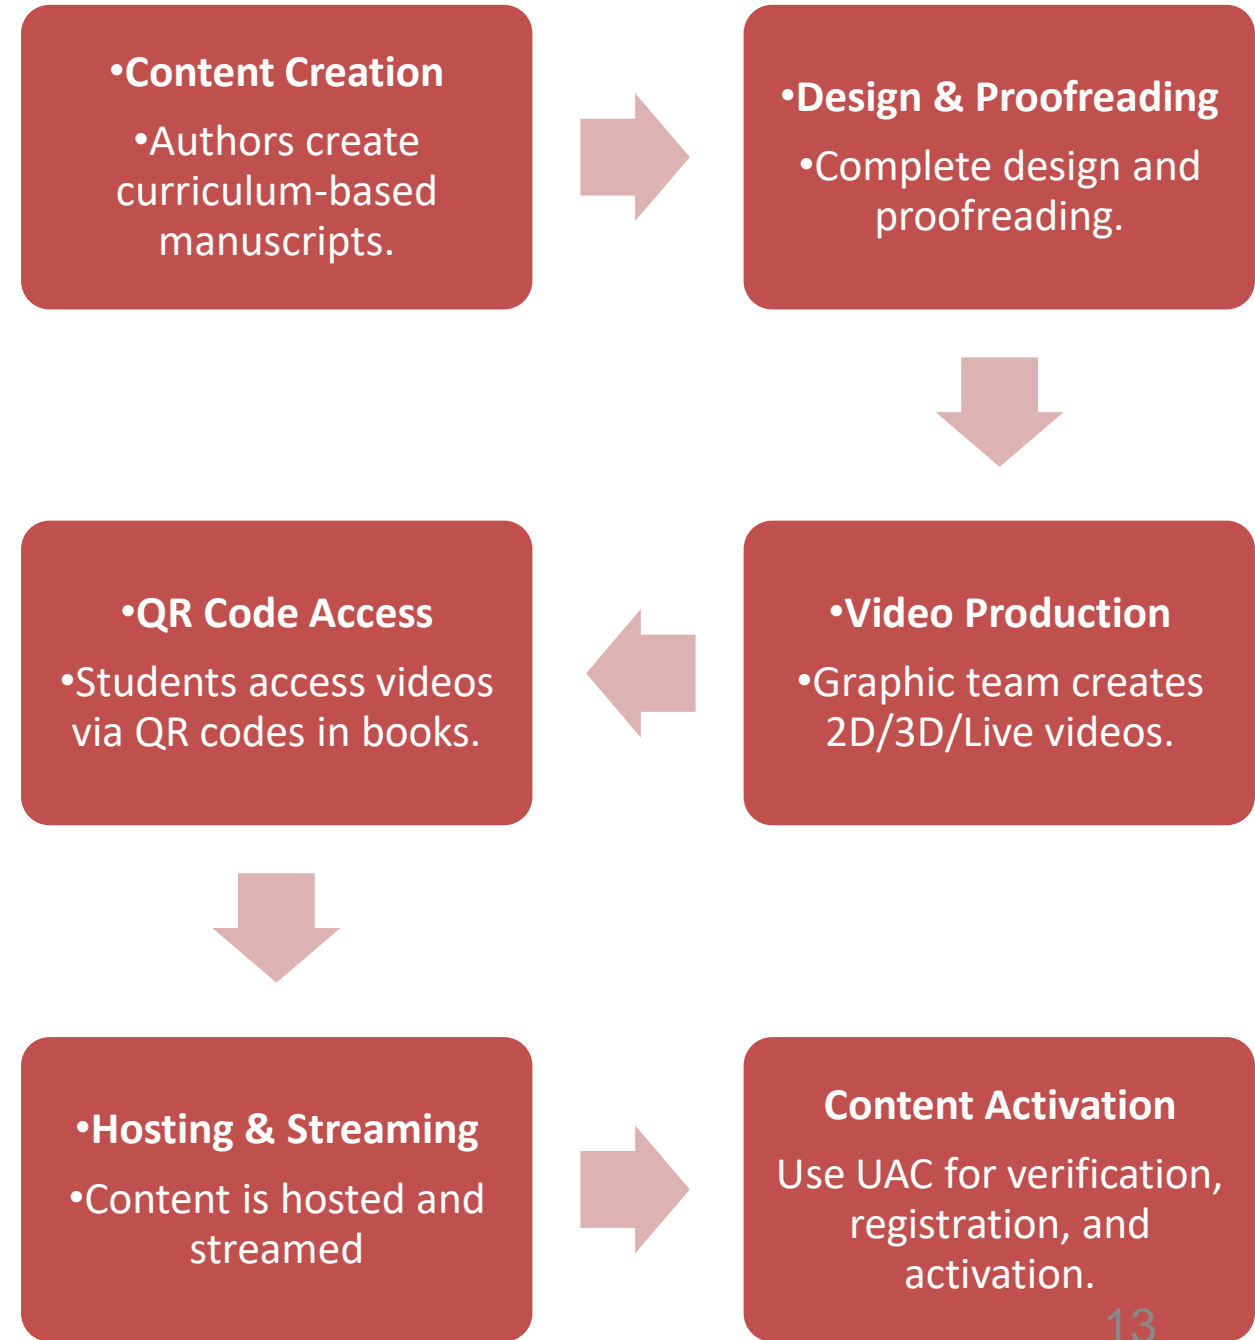 •Content Creation
•Authors create
curriculum-based
manuscripts.
•Design & Proofreading
•Complete design and
proofreading.
•Video Production
•Graphic team creates
2D/3D/Live videos.
•QR Code Access
•Students access videos
via QR codes in books.
•Hosting & Streaming
•Content is hosted and
streamed
Content Activation
Use UAC for verification,
registration, and
activation.
13